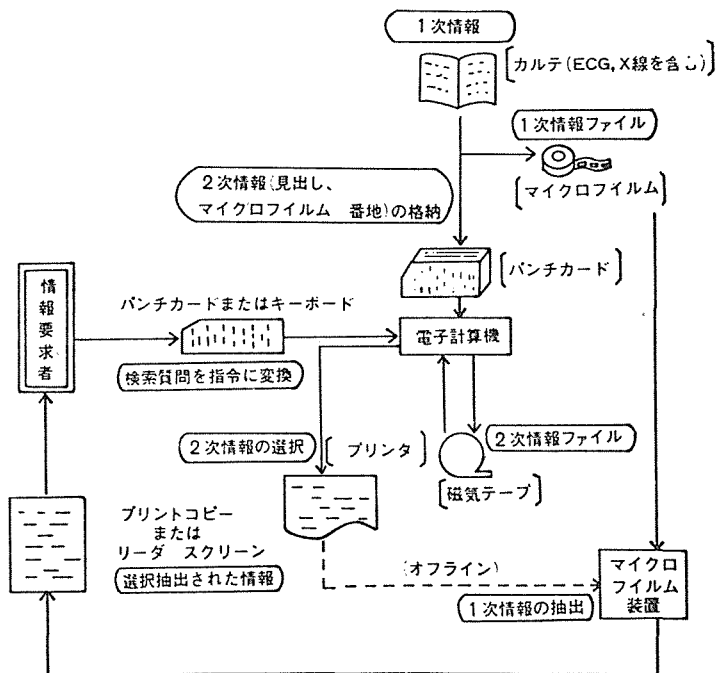 1次情報
カルテ(ECG,X線を含む)
1次情報ファイル
マイクロフイルム
2次情報(見出し、
マイクロフイルム 番地)の格納
パンチカード
情報要求者
パンチカードまたはキーボード
電子計算機
検索質問を指令に変換
2次情報の選択
プリンタ
2次情報ファイル
磁気テープ
プリントコピー
または
リーダ スクリーン
選択抽出された情報
(オフライン)
マイクロ
フイルム
装置
1次情報の抽出